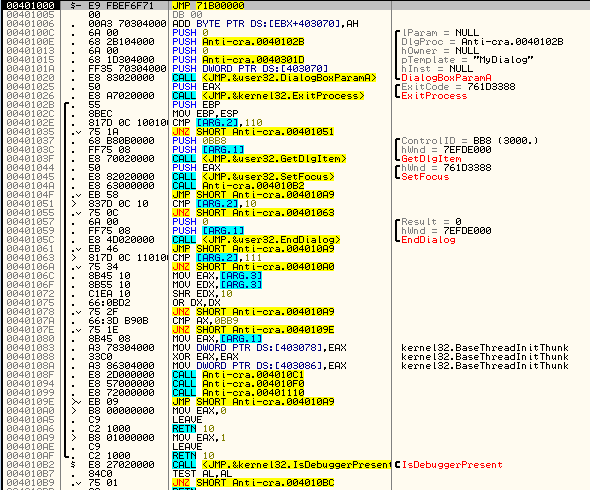 00401000 $- E9 FBEF6F71 JMP 71B00000
00401005 00 DB 00
00401006 . 00A3 70304000 ADD BYTE PTR DS:[EBX+403070],AH
0040100C . 6A 00 PUSH 0 lParam = NULL
0040100E . 68 2B104000 PUSH Anti-cra.0040102B DlgProc = Anti-cra.0040102B
00401013 . 6A 00 PUSH 0 hOwner = NULL
00401015 . 68 1D304000 PUSH Anti-cra.0040301D pTemplate = "MyDialog"
0040101A . FF35 70304000 PUSH DWORD PTR DS:[403070] hInst = NULL
00401020 . E8 83020000 CALL <JMP.&user32.DialogBoxParamA> DialogBoxParamA
00401025 . 50 PUSH EAX ExitCode = 761D3388
00401026 . E8 A7020000 CALL <JMP.&kernel32.ExitProcess> ExitProcess
0040102B . 55 PUSH EBP
0040102C . 8BEC MOV EBP,ESP
0040102E . 817D 0C 100100 CMP [ARG.2],110
00401035 .v 75 1A JNZ SHORT Anti-cra.00401051
00401037 . 68 B80B0000 PUSH 0BB8 ControlID = BB8 (3000.)
0040103C . FF75 08 PUSH [ARG.1] hWnd = 7EFDE000
0040103F . E8 70020000 CALL <JMP.&user32.GetDlgItem> GetDlgItem
00401044 . 50 PUSH EAX hWnd = 761D3388
00401045 . E8 82020000 CALL <JMP.&user32.SetFocus> SetFocus
0040104A . E8 63000000 CALL Anti-cra.004010B2
0040104F .v EB 58 JMP SHORT Anti-cra.004010A9
00401051 > 837D 0C 10 CMP [ARG.2],10
00401055 .v 75 0C JNZ SHORT Anti-cra.00401063
00401057 . 6A 00 PUSH 0 Result = 0
00401059 . FF75 08 PUSH [ARG.1] hWnd = 7EFDE000
0040105C . E8 4D020000 CALL <JMP.&user32.EndDialog> EndDialog
00401061 .v EB 46 JMP SHORT Anti-cra.004010A9
00401063 > 817D 0C 110100 CMP [ARG.2],111
0040106A .v 75 34 JNZ SHORT Anti-cra.004010A0
0040106C . 8B45 10 MOV EAX,[ARG.3]
0040106F . 8B55 10 MOV EDX,[ARG.3]
00401072 . C1EA 10 SHR EDX,10
00401075 . 66:0BD2 OR DX,DX
00401078 .v 75 2F JNZ SHORT Anti-cra.004010A9
0040107A . 66:3D B90B CMP AX,0BB9
0040107E .v 75 1E JNZ SHORT Anti-cra.0040109E
00401080 . 8B45 08 MOV EAX,[ARG.1]
00401083 . A3 78304000 MOV DWORD PTR DS:[403078],EAX kernel32.BaseThreadInitThunk
00401088 . 33C0 XOR EAX,EAX kernel32.BaseThreadInitThunk
0040108A . A3 86304000 MOV DWORD PTR DS:[403086],EAX kernel32.BaseThreadInitThunk
0040108F . E8 2D000000 CALL Anti-cra.004010C1
00401094 . E8 57000000 CALL Anti-cra.004010F0
00401099 . E8 72000000 CALL Anti-cra.00401110
0040109E >v EB 09 JMP SHORT Anti-cra.004010A9
004010A0 > B8 00000000 MOV EAX,0
004010A5 . C9 LEAVE
004010A6 . C2 1000 RETN 10
004010A9 > B8 01000000 MOV EAX,1
004010AE . C9 LEAVE
004010AF . C2 1000 RETN 10
004010B2 $ E8 27020000 CALL <JMP.&kernel32.IsDebuggerPresent IsDebuggerPresent
004010B7 . 84C0 TEST AL,AL
004010B9 .v 75 01 JNZ SHORT Anti-cra.004010BC